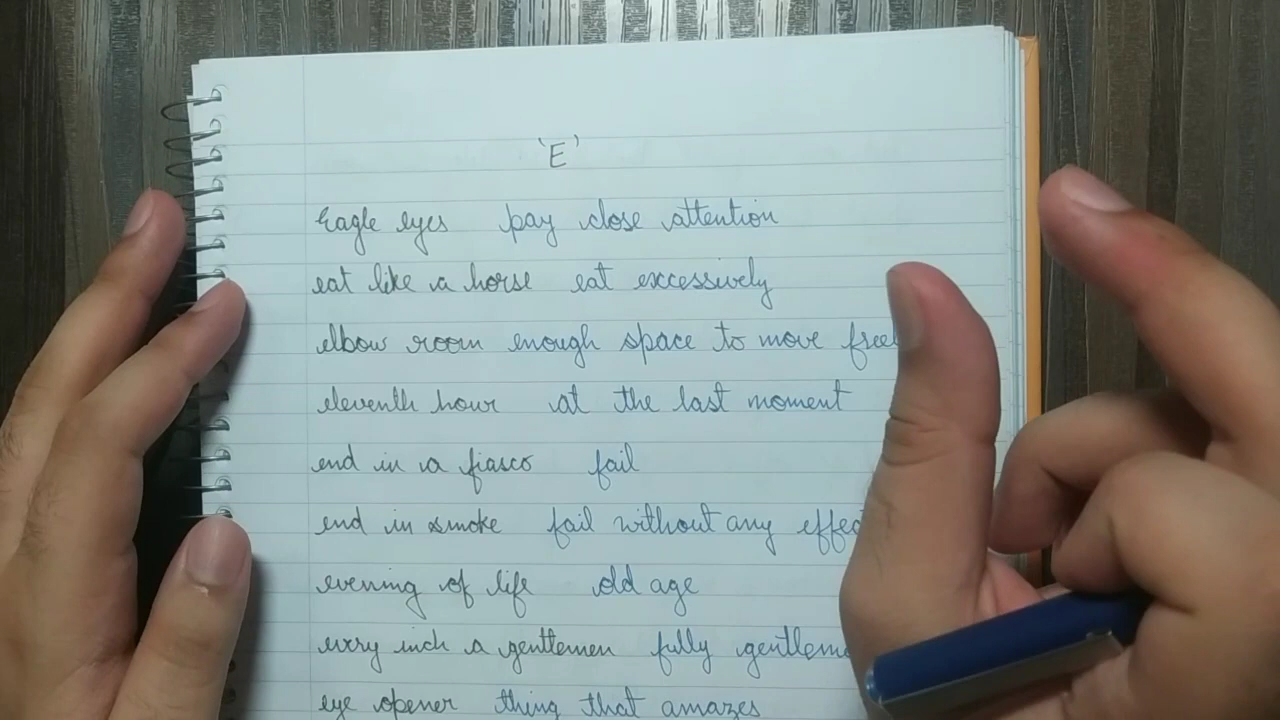 'E'
Eagle eyes pay close attention
eat like a horse eat excessively
elbow room enough space to move
eleventh hour at the last moment
end in a fiasco fail
end in smoke fail without any
evening of life old age
every inch a gentlemen fully
eye opener thing that amazes